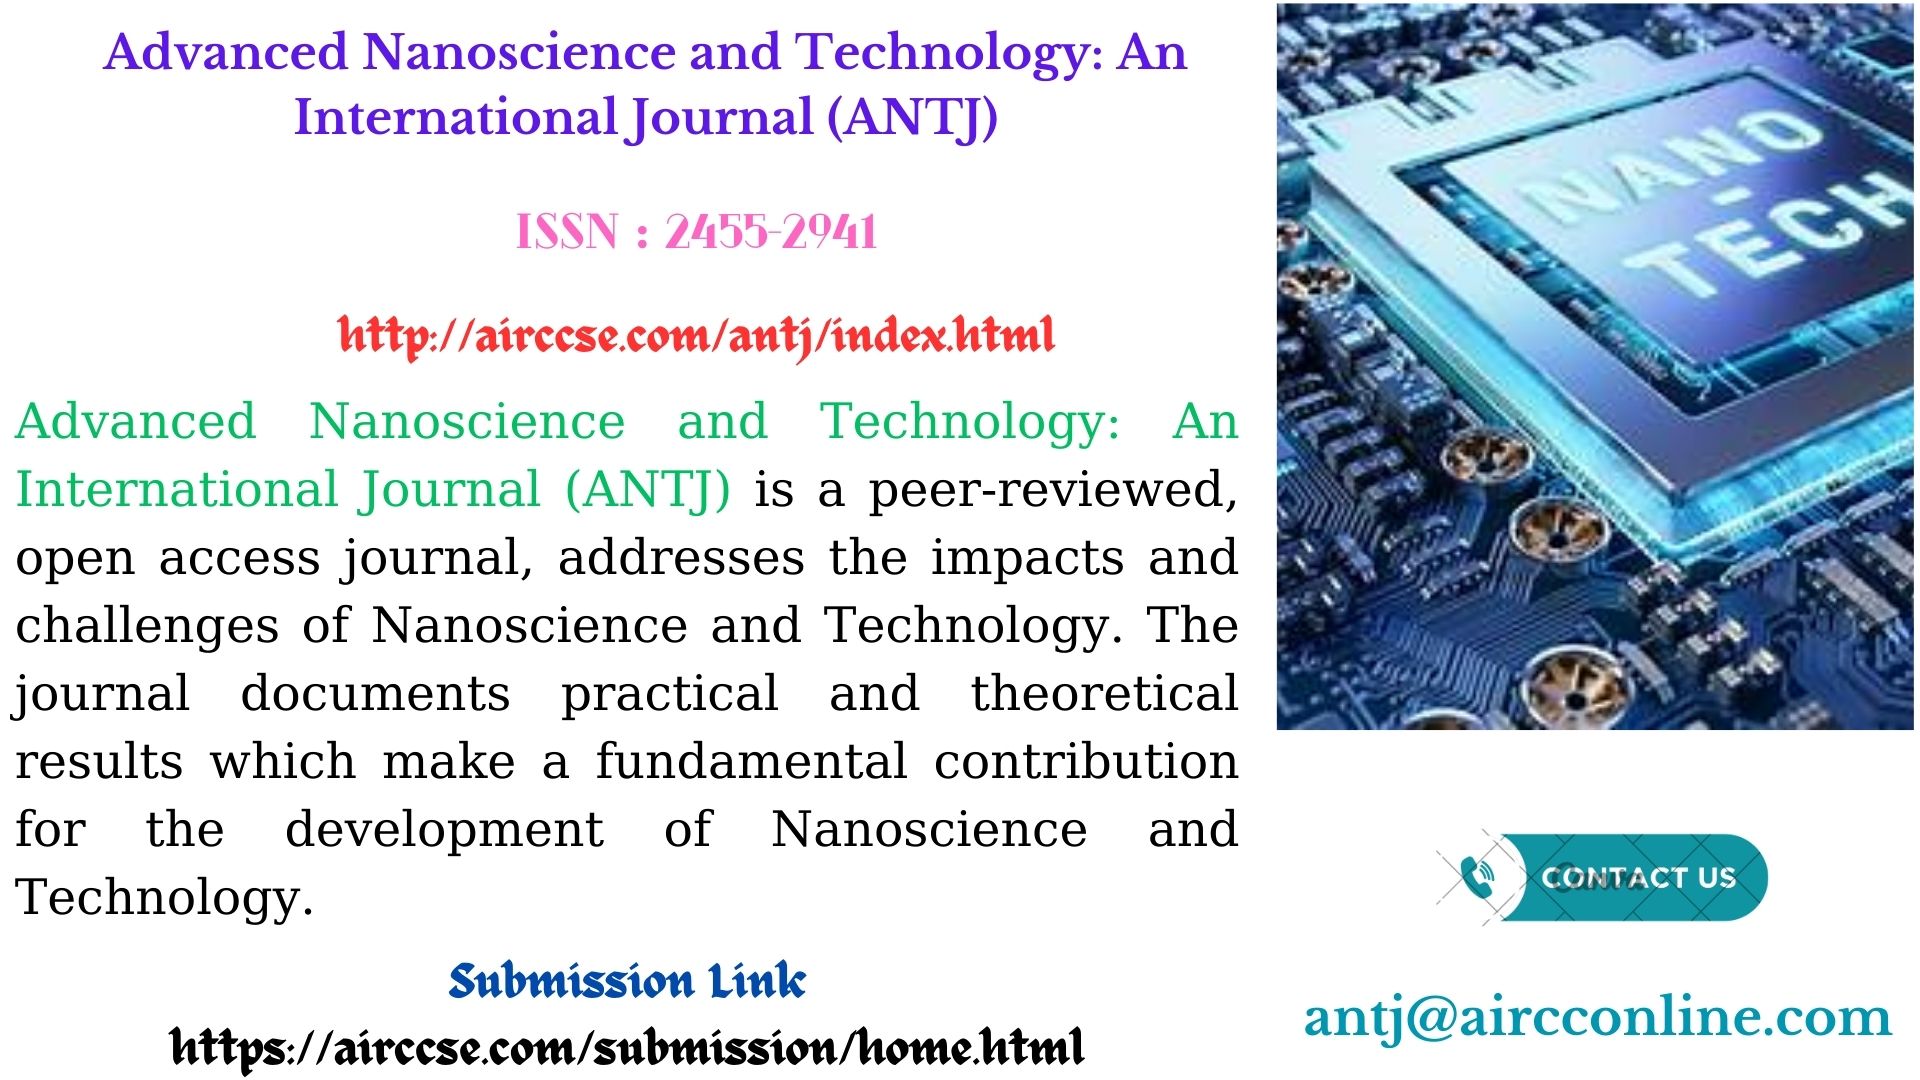 Advanced Nanoscience and Technology: An
International Journal (ANTJ)
ISSN : 2455-2941
http://airccse.com/antj/index.html
Advanced Nanoscience and Technology: An
International Journal (ANTJ) is a peer-reviewed,
open access journal, addresses the impacts and
challenges of Nanoscience and Technology. The
journal documents practical and theoretical
results which make a fundamental contribution
for the development of Nanoscience and
Technology.
Submission Link
https://airccse.com/submission/home.html
NANO
-
TECH
CONTACT US
Canva
antj@aircconline.com